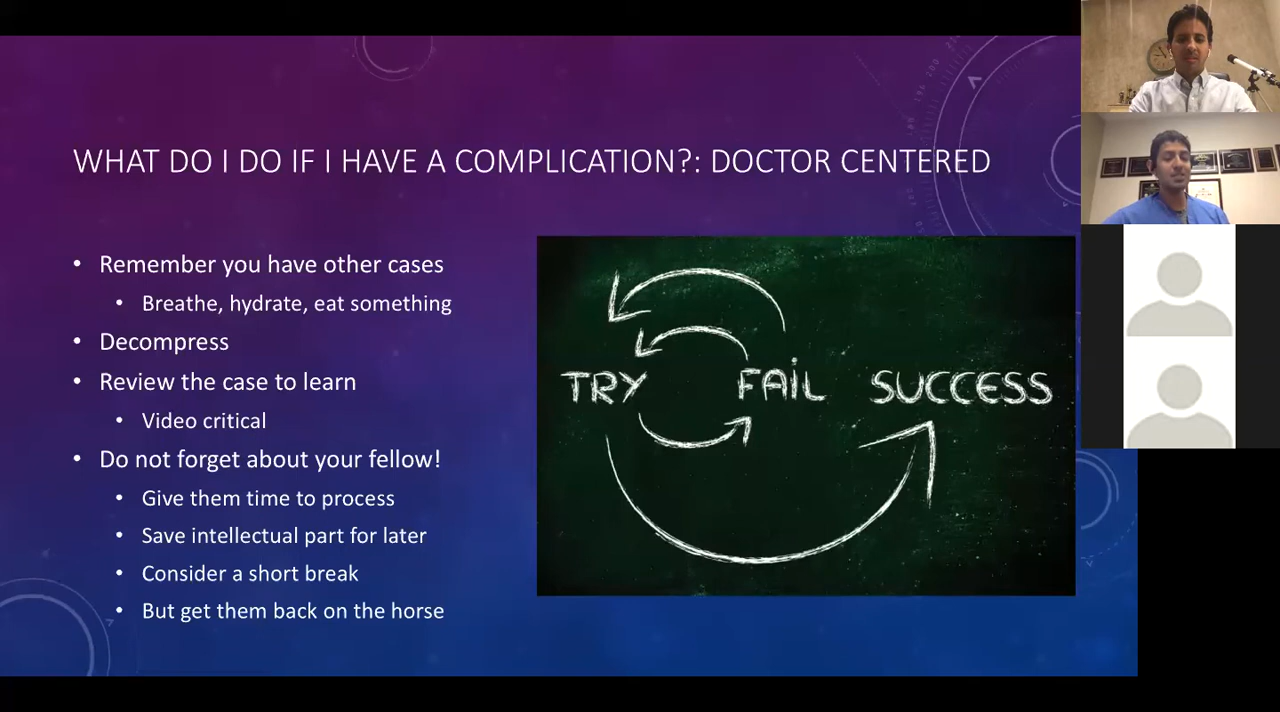 WHAT DO I DO IF I HAVE A COMPLICATION?: DOCTOR CENTERED
• Remember you have other cases
• Breathe, hydrate, eat something
• Decompress
• Review the case to learn
• Video critical
• Do not forget about your fellow!
• Give them time to process
• Save intellectual part for later
• Consider a short break
• But get them back on the horse
TRY FAIL SUCCESS